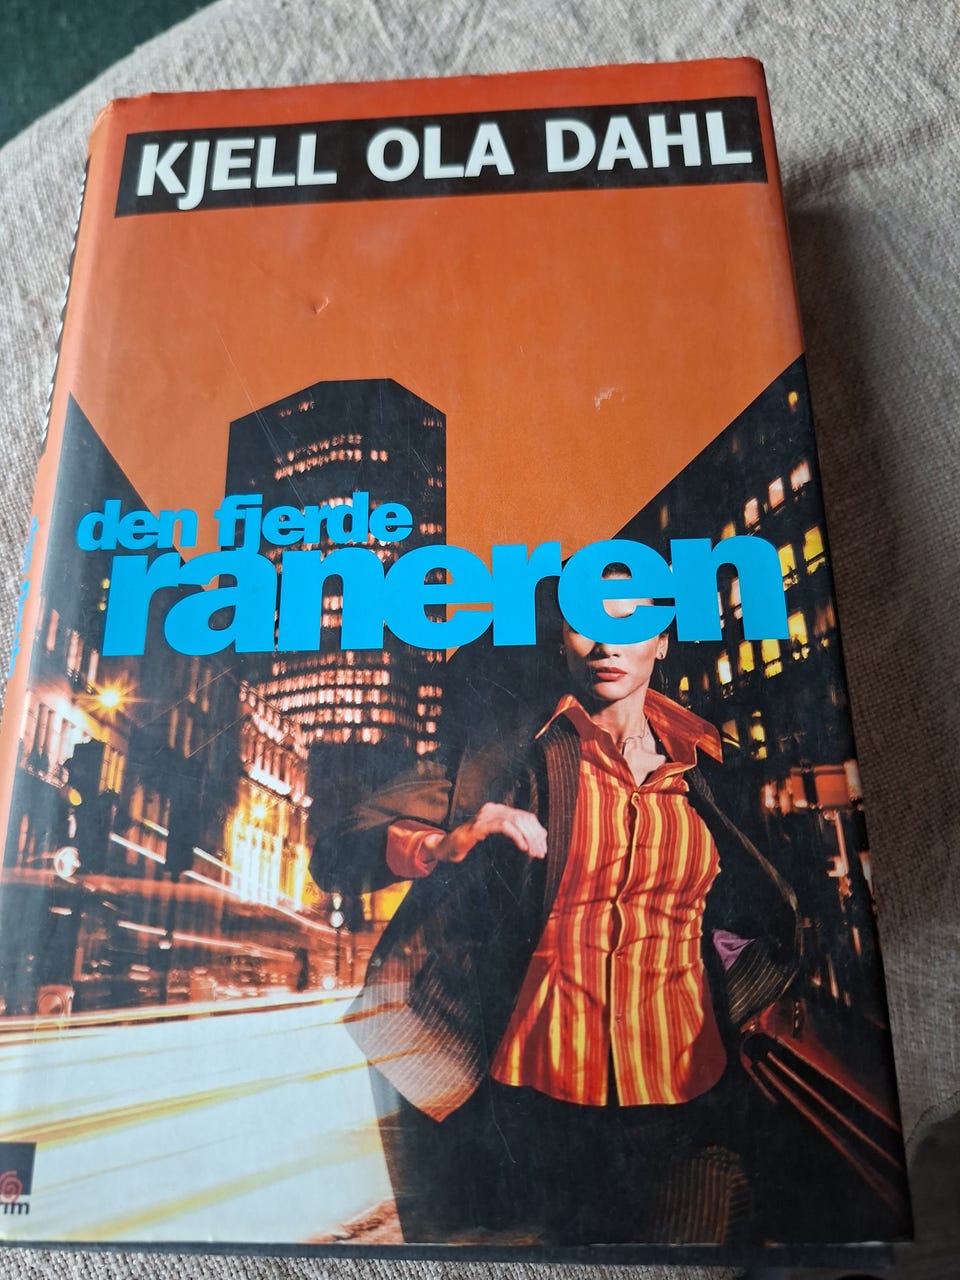 KJELL OLA DAHL
den fjerde
raneren